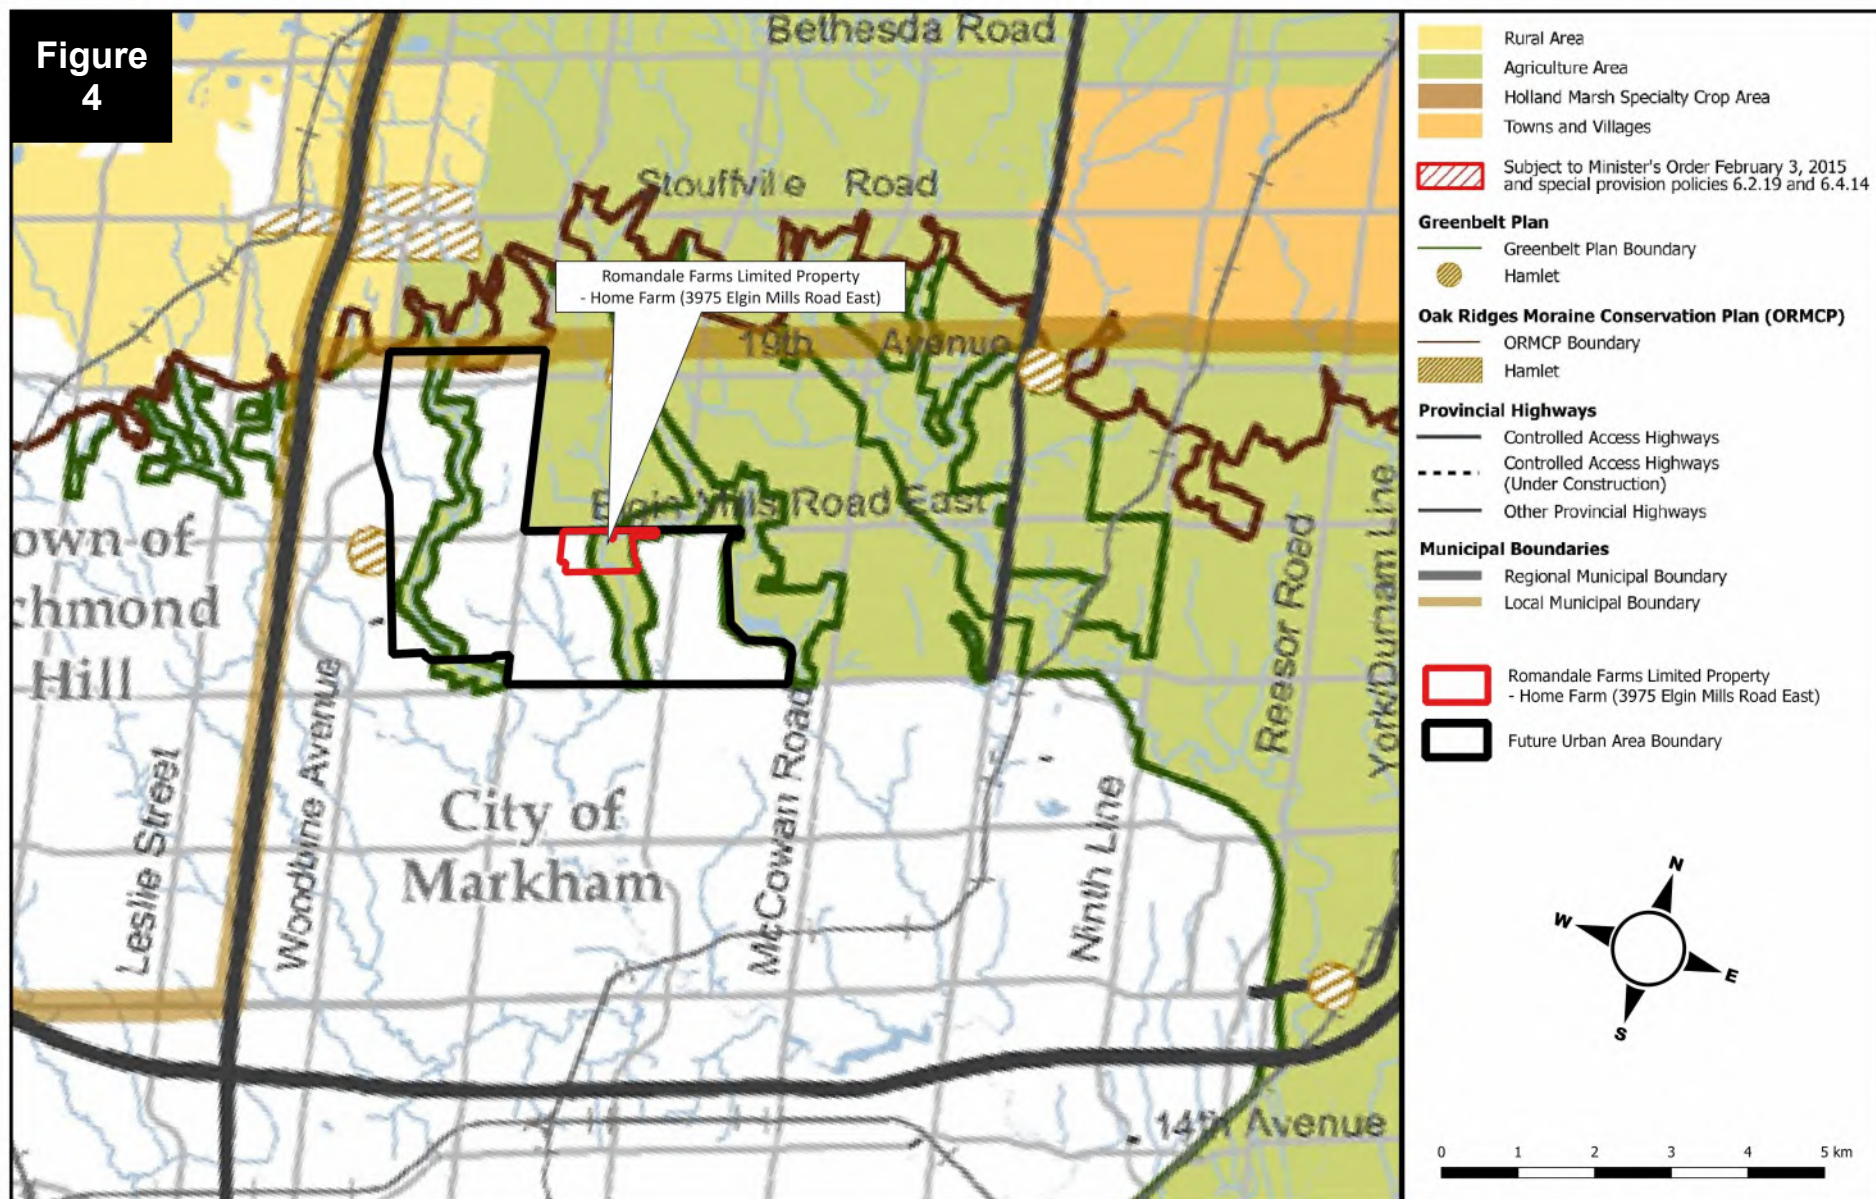 Figure
4
Bethesda Road
Stouffville Road
Romandale Farms Limited Property
- Home Farm (3975 Elgin Mills Road East)
19th Avenue
Elgin Mills Road East
own of
chmond
Hill
City of
Markham
Leslie Street
Woodbine Avenue
McCowan Road
Ninth Line
Reesor Road
York/Durham Line
14th Avenue
Rural Area
Agriculture Area
Holland Marsh Specialty Crop Area
Towns and Villages
Subject to Minister's Order February 3, 2015
and special provision policies 6.2.19 and 6.4.14
Greenbelt Plan
Greenbelt Plan Boundary
Hamlet
Oak Ridges Moraine Conservation Plan (ORMCP)
ORMCP Boundary
Hamlet
Provincial Highways
Controlled Access Highways
Controlled Access Highways
(Under Construction)
Other Provincial Highways
Municipal Boundaries
Regional Municipal Boundary
Local Municipal Boundary
Romandale Farms Limited Property
- Home Farm (3975 Elgin Mills Road East)
Future Urban Area Boundary
N
W
E
S
0 1 2 3 4 5 km